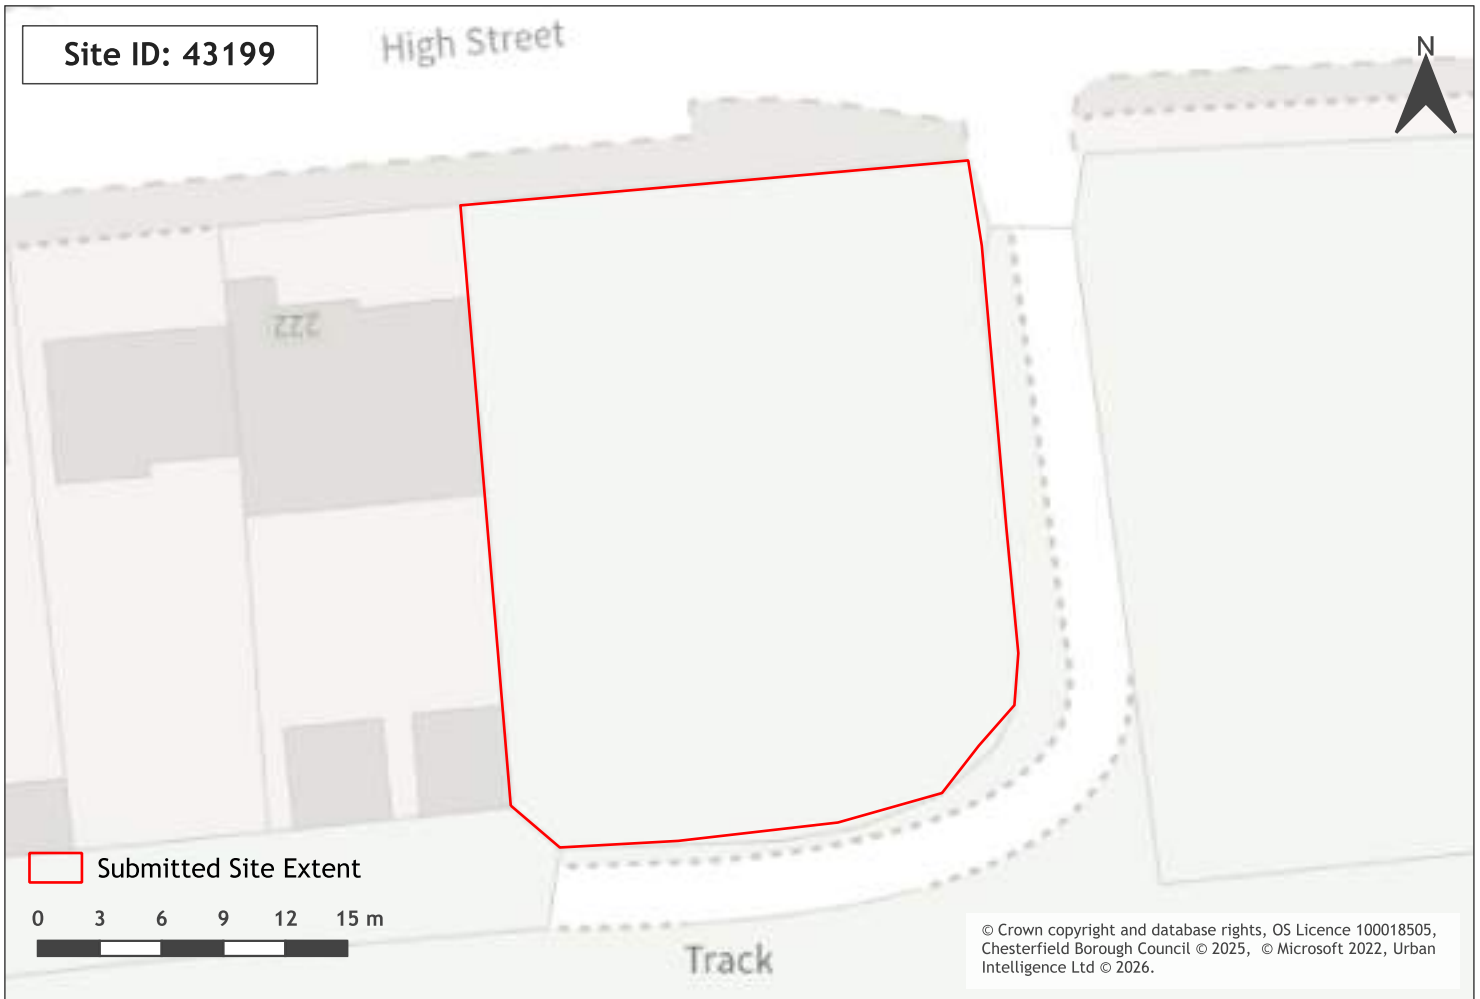 Site ID: 43199
High Street
N
222
Submitted Site Extent
0 3 6 9 12 15 m
Track
© Crown copyright and database rights, OS Licence 100018505,
Chesterfield Borough Council © 2025, © Microsoft 2022, Urban
Intelligence Ltd © 2026.